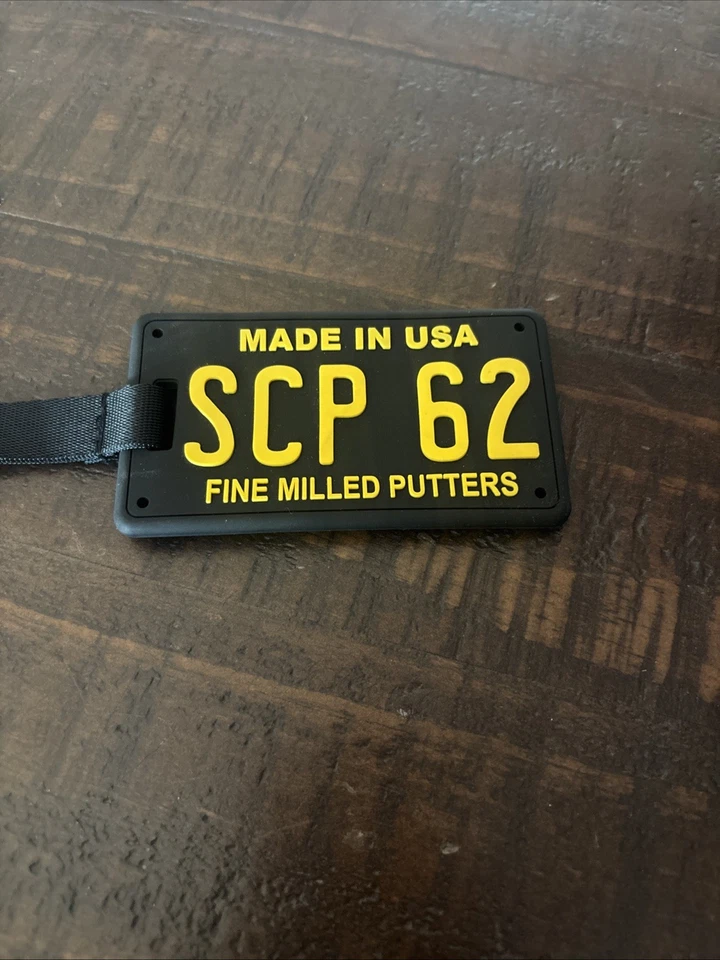 MADE IN USA
SCP 62
FINE MILLED PUTTERS